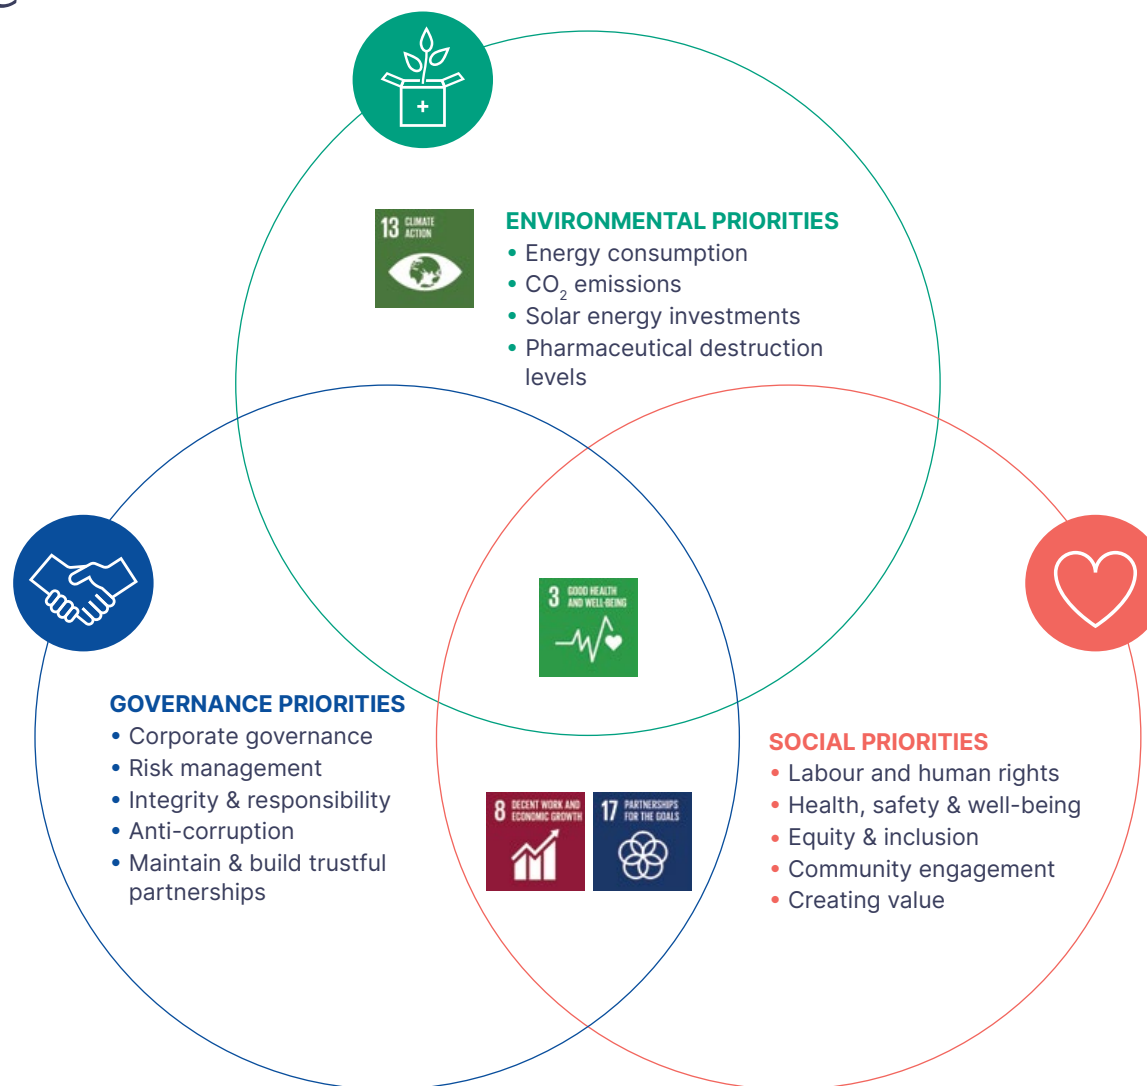 13 CLIMATE
ACTION
ENVIRONMENTAL PRIORITIES
• Energy consumption
• CO₂ emissions
• Solar energy investments
• Pharmaceutical destruction
levels
3 GOOD HEALTH
AND WELL-BEING
GOVERNANCE PRIORITIES
• Corporate governance
• Risk management
• Integrity & responsibility
• Anti-corruption
• Maintain & build trustful
partnerships
8 DECENT WORK AND
ECONOMIC GROWTH
17 PARTNERSHIPS
FOR THE GOALS
SOCIAL PRIORITIES
• Labour and human rights
• Health, safety & well-being
• Equity & inclusion
• Community engagement
• Creating value